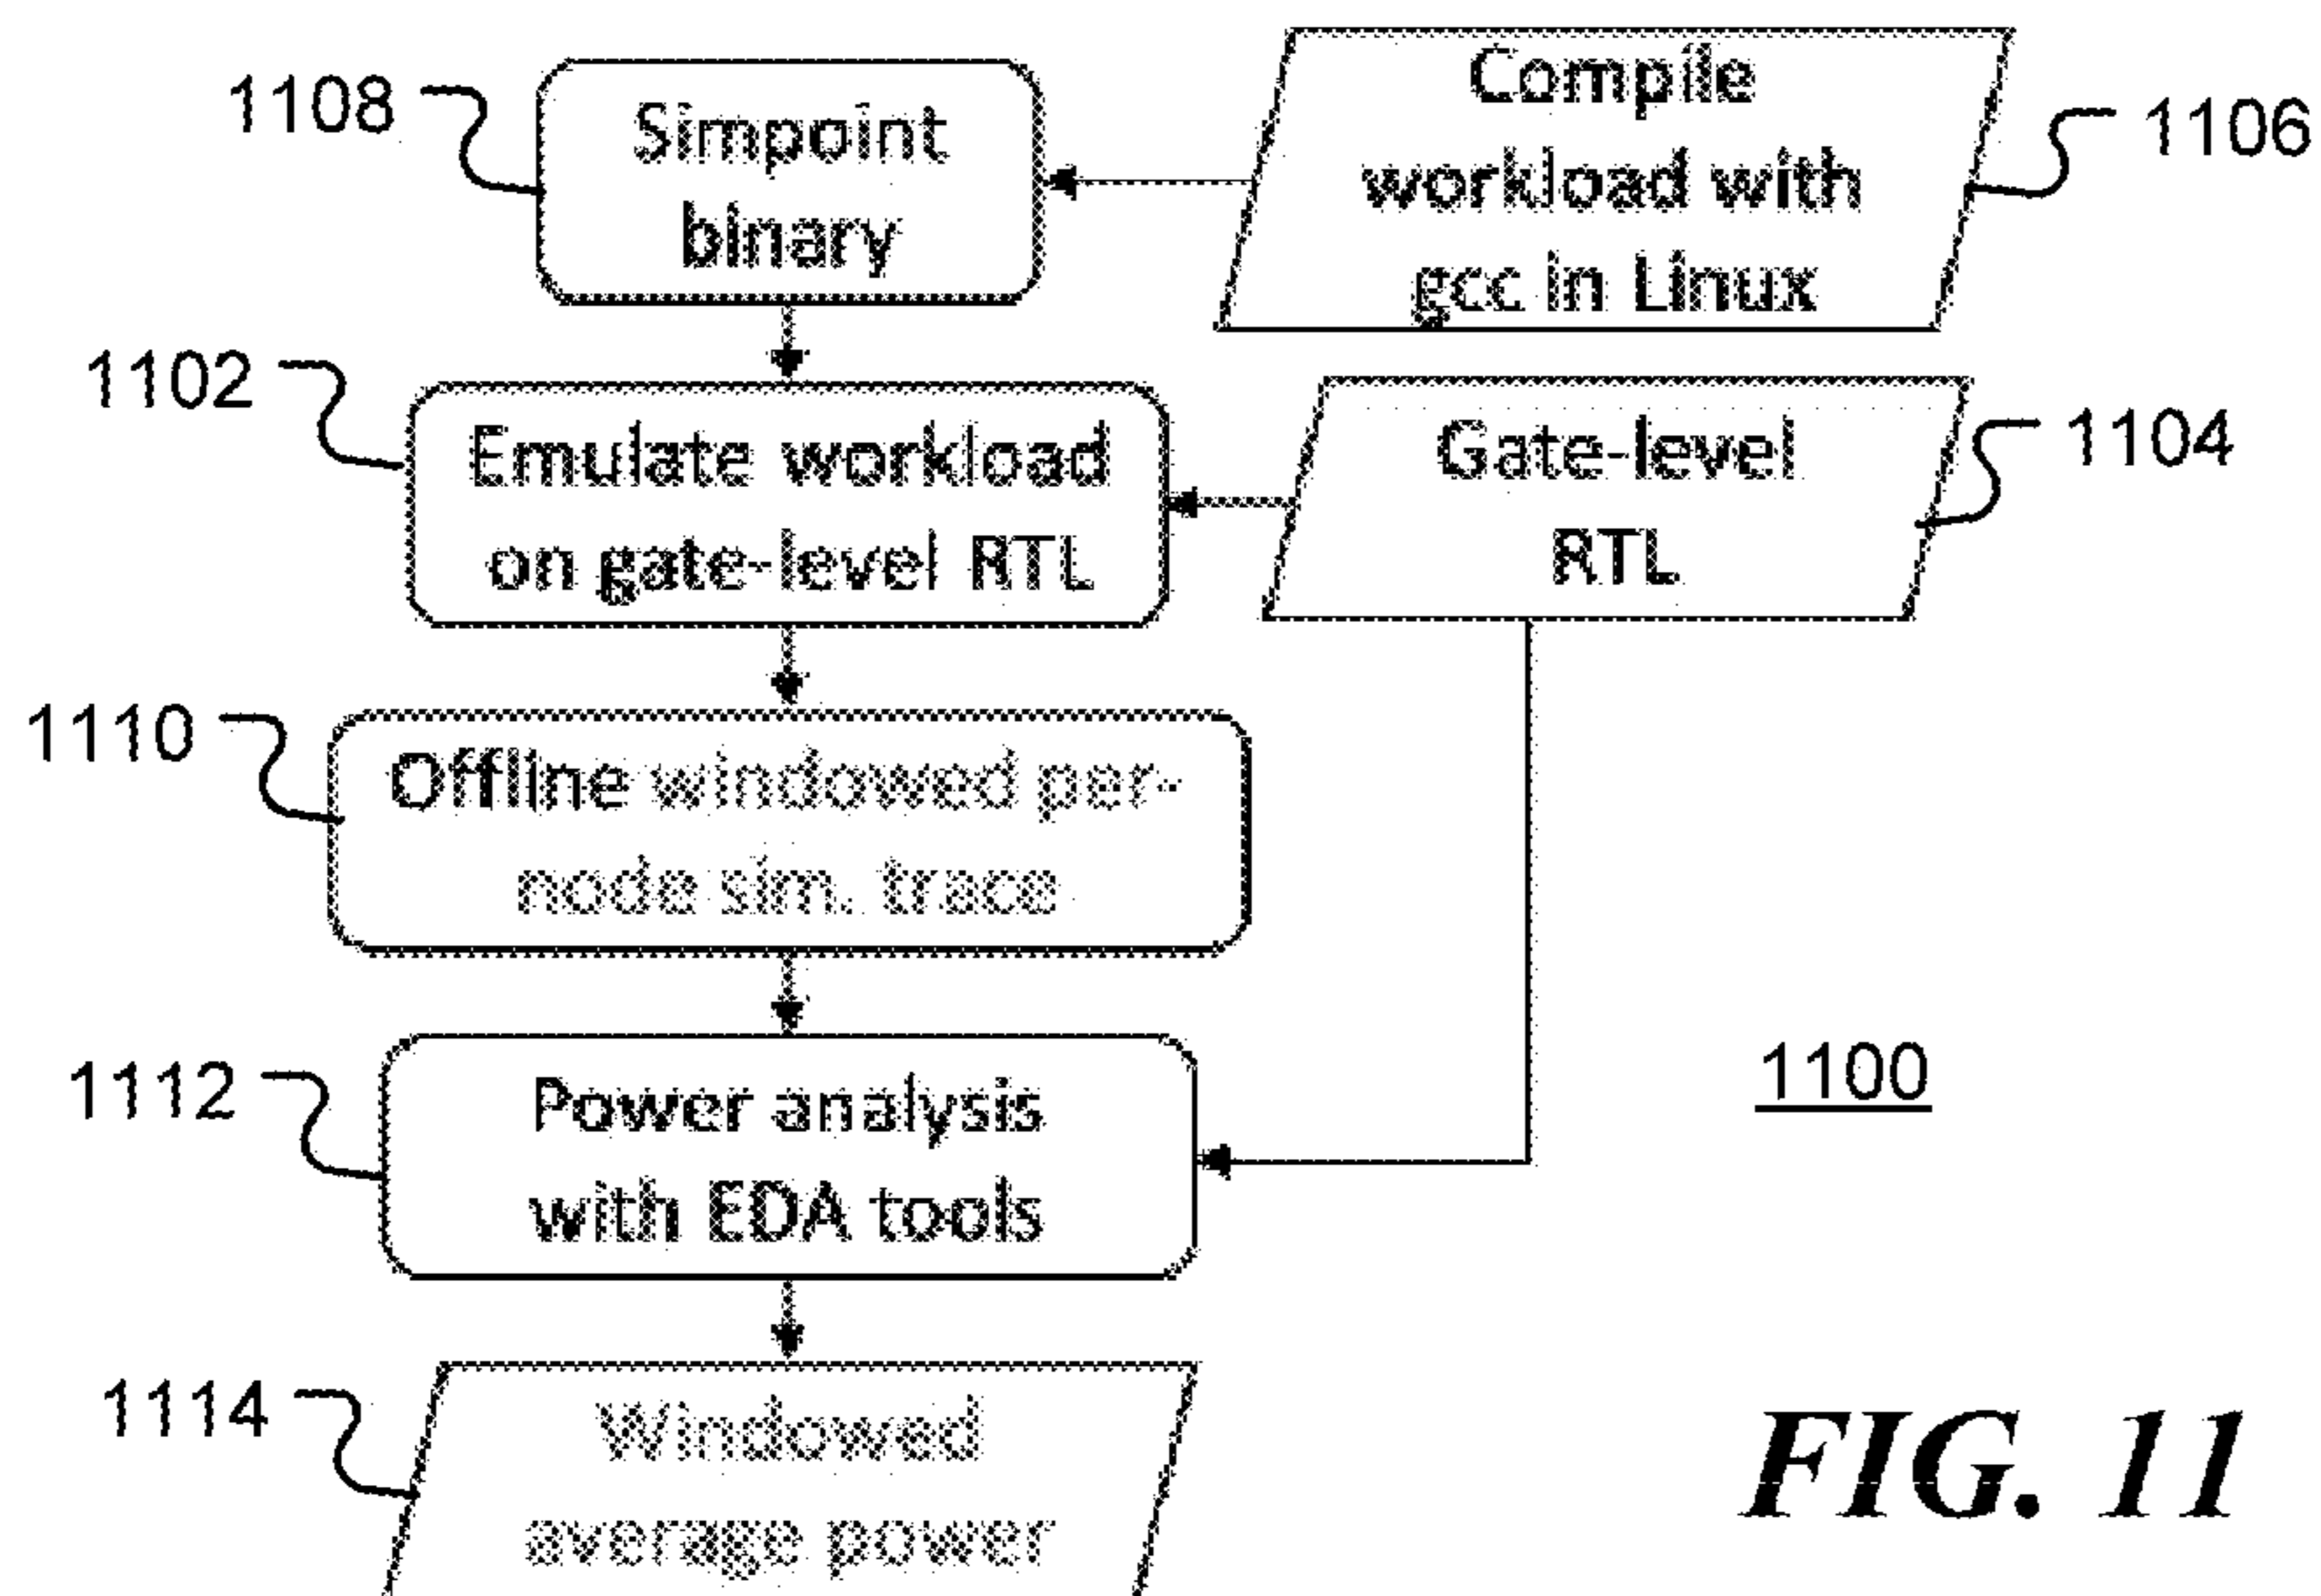 1108
Simpoint
binary
Compile
workload with
gcc in Linux
1106
1102
Emulate workload
on gate-level RTL
Gate-level
RTL
1104
1110
Offline windowed per-
node sim. trace
1112
Power analysis
with EDA tools
1100
1114
Windowed
average power
FIG. 11